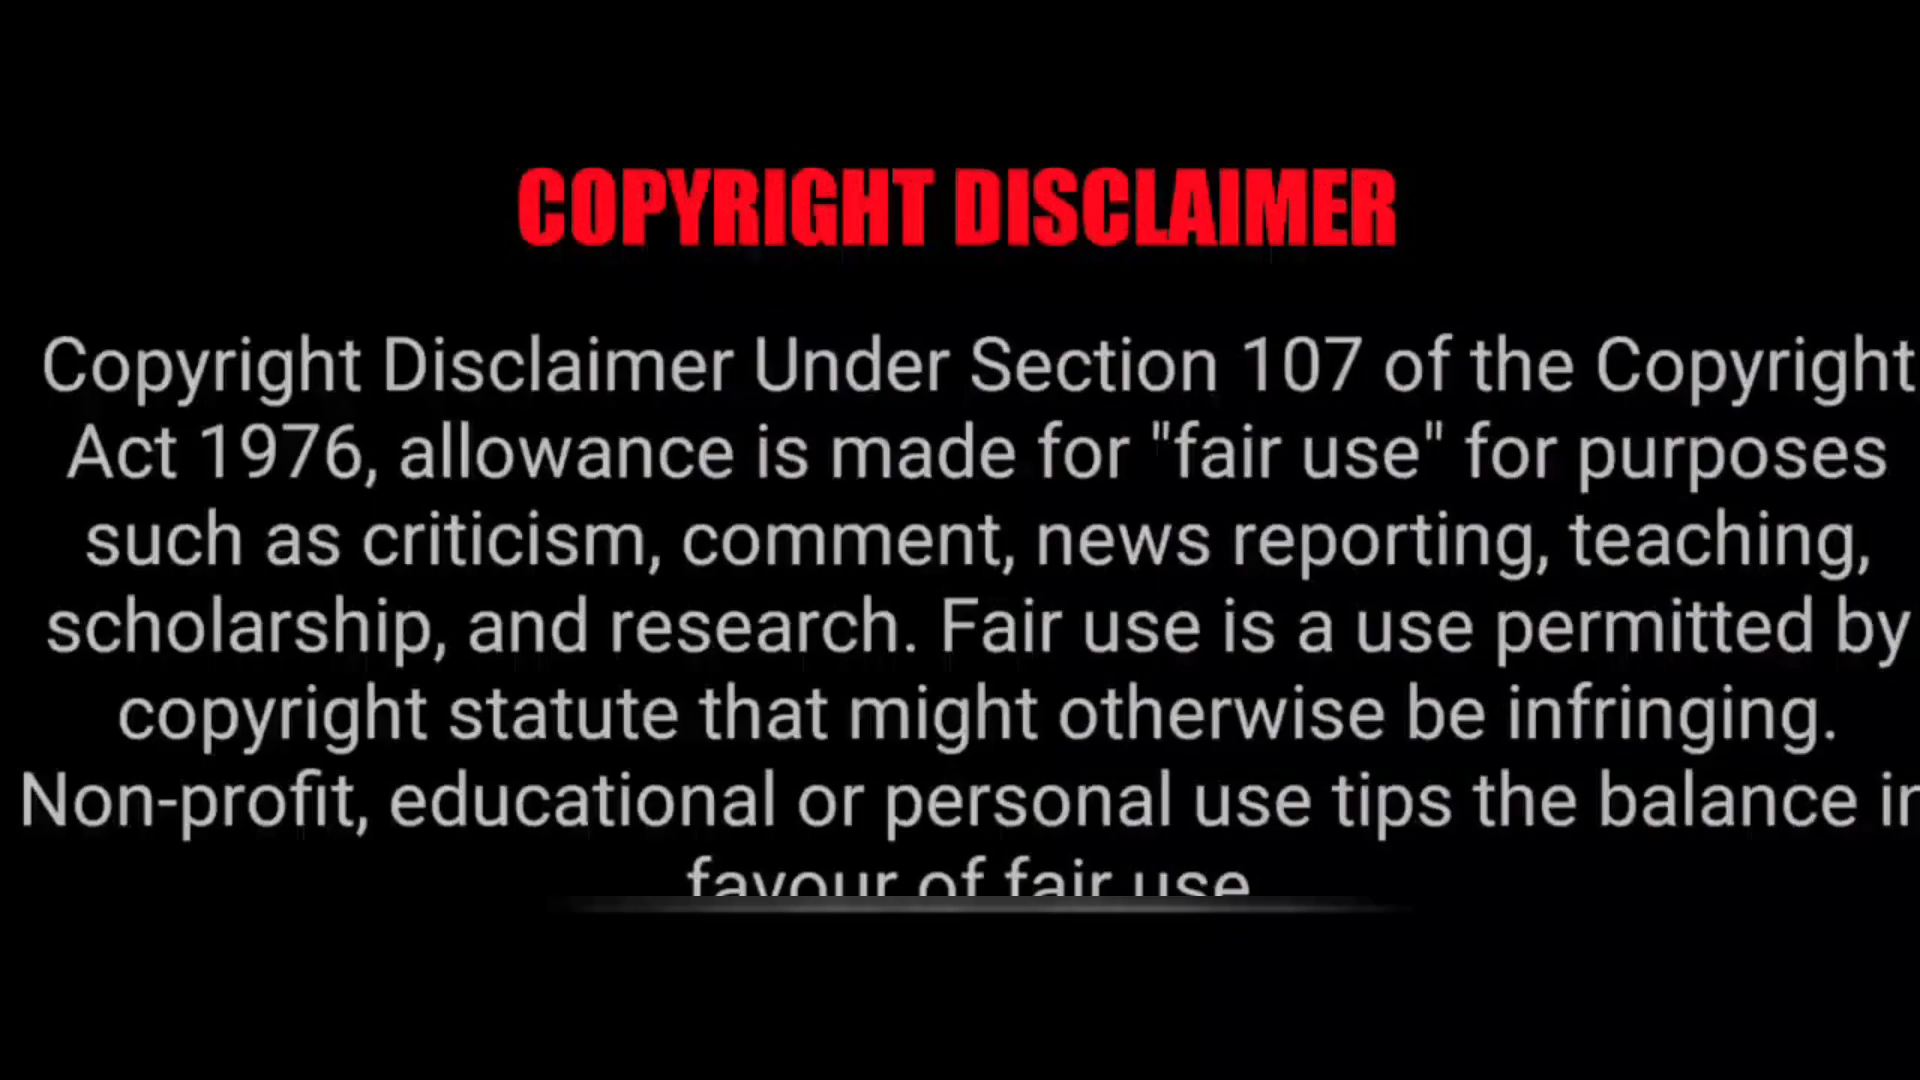 COPYRIGHT DISCLAIMER
Copyright Disclaimer Under Section 107 of the Copyright
Act 1976, allowance is made for "fair use" for purposes
such as criticism, comment, news reporting, teaching,
scholarship, and research. Fair use is a use permitted by
copyright statute that might otherwise be infringing.
Non-profit, educational or personal use tips the balance in
favour of fair use